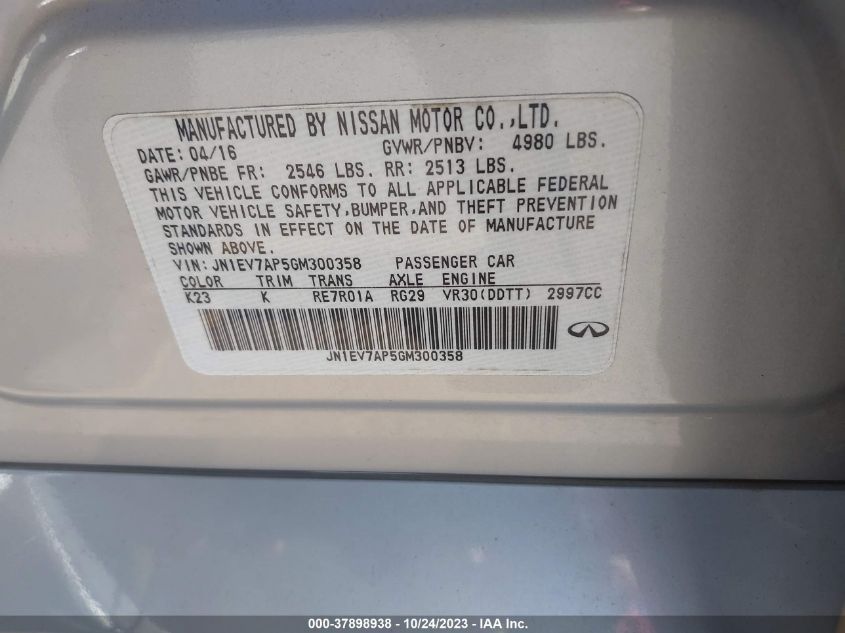 MANUFACTURED BY NISSAN MOTOR CO.,LTD.
DATE: 04/16 GVWR/PNBV: 4980 LBS.
GAWR/PNBE FR: 2546 LBS. RR: 2513 LBS.
THIS VEHICLE CONFORMS TO ALL APPLICABLE FEDERAL
MOTOR VEHICLE SAFETY,BUMPER,AND THEFT PREVENTION
STANDARDS IN EFFECT ON THE DATE OF MANUFACTURE
SHOWN ABOVE.
VIN:JN1EV7AP5GM300358 PASSENGER CAR
COLOR TRIM TRANS AXLE ENGINE
K23 K RE7R01A RG29 VR30(DDTT) 2997CC
JN1EV7AP5GM300358
000-37898938 - 10/24/2023 - IAA Inc.